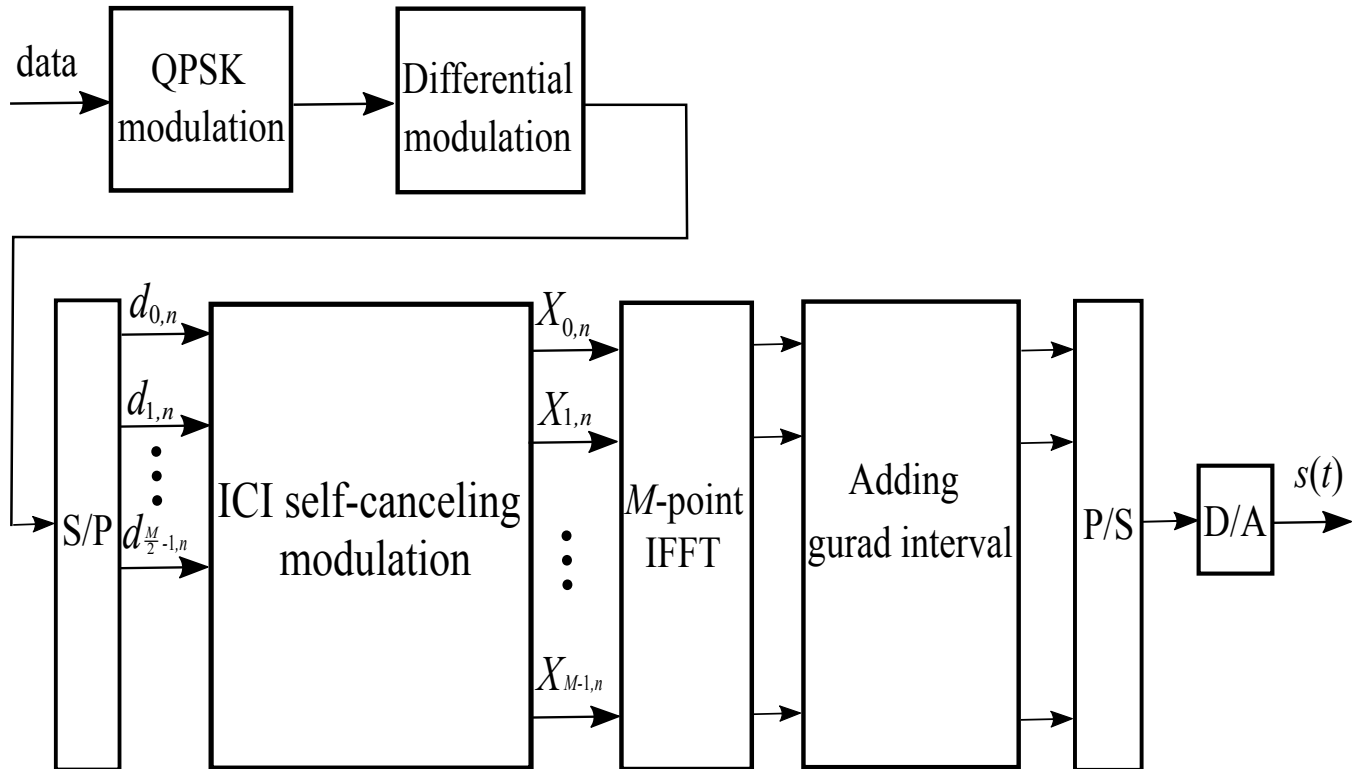 data
QPSK
modulation
Differential
modulation
S/P
d0,n
d1,n
dM/2-1,n
ICI self-canceling
modulation
X0,n
X1,n
XM-1,n
M-point
IFFT
Adding
gurad interval
P/S
D/A
s(t)